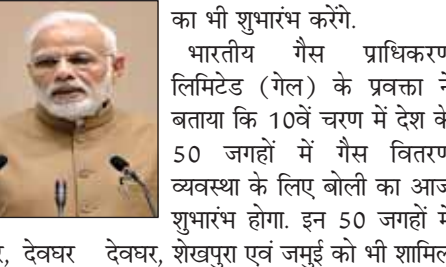 का भी शुभारंभ करेंगे.
भारतीय गैस प्राधिकरण
लिमिटेड (गेल) के प्रवक्ता ने
बताया कि 10वें चरण में देश के
50 जगहों में गैस वितरण
व्यवस्था के लिए बोली का आज
शुभारंभ होगा. इन 50 जगहों में
देवघर देवघर, शेखपुरा एवं जमुई को भी शामिल